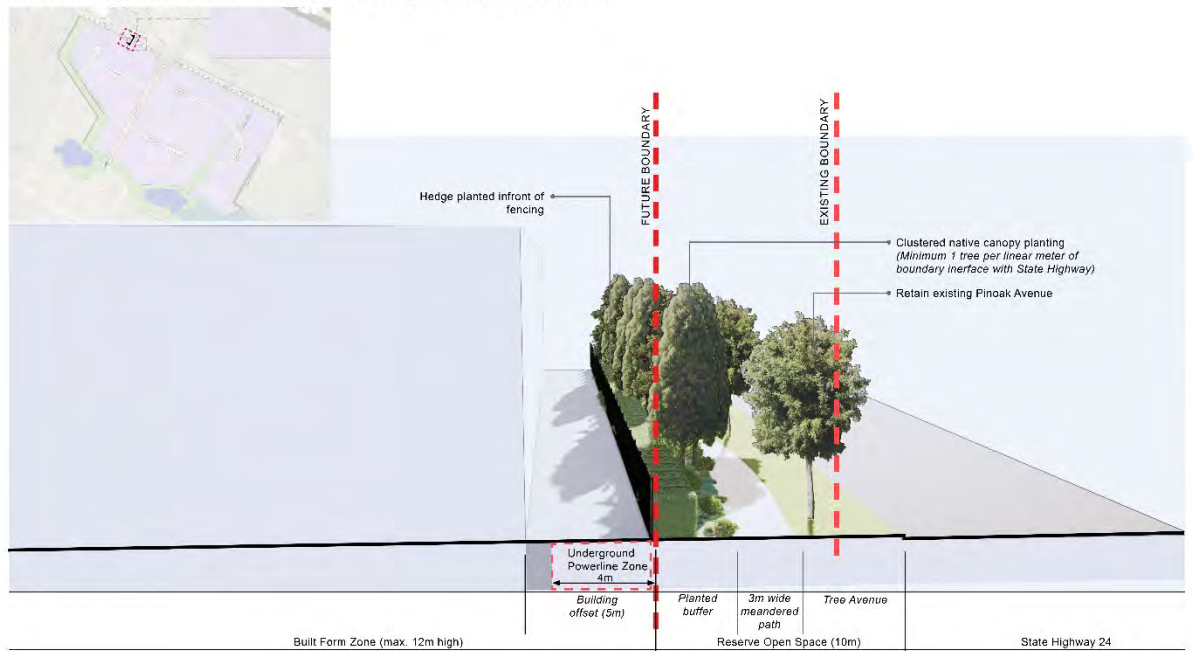 FUTURE BOUNDARY
EXISTING BOUNDARY
Hedge planted infront of
fencing
Clustered native canopy planting
(Minimum 1 tree per linear meter of
boundary inerface with State Highway)
Retain existing Pinoak Avenue
Underground
Powerline Zone
4m
Building
offset (5m)
Planted
buffer
3m wide
meandered
path
Tree Avenue
Built Form Zone (max. 12m high)
Reserve Open Space (10m)
State Highway 24